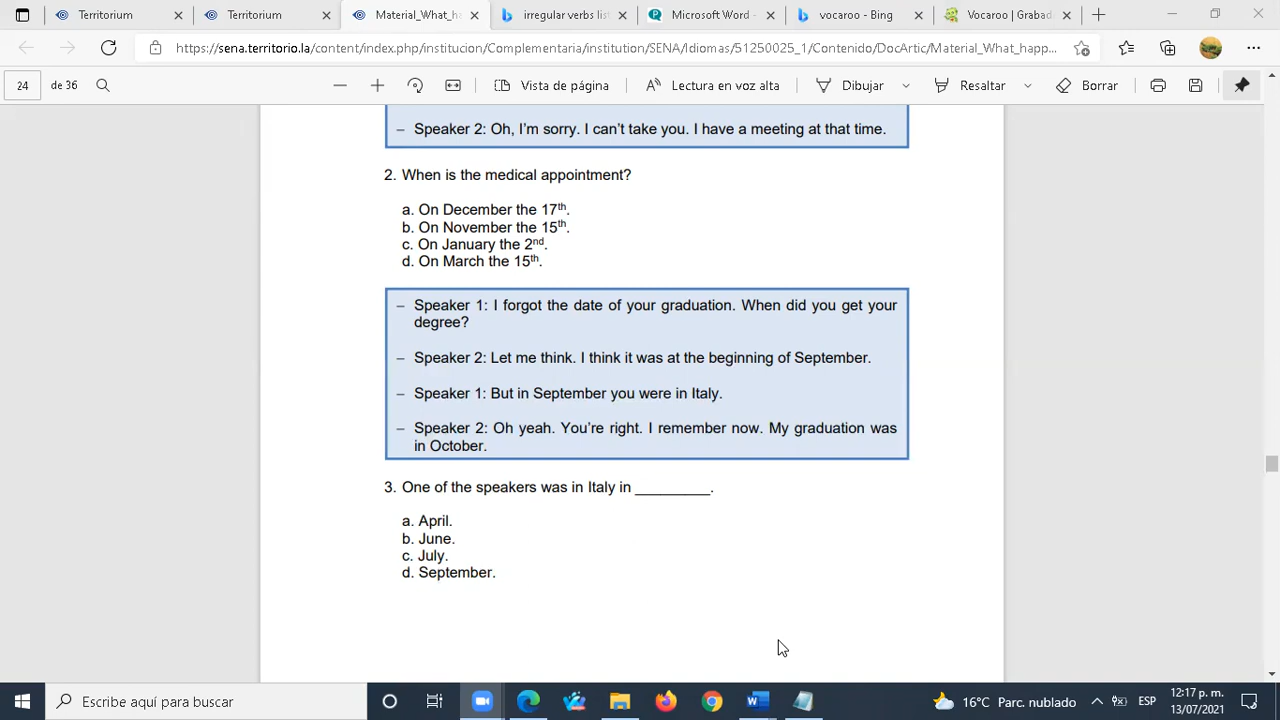 Territorium
Territorium
Material_What_ha
irregular verbs list
Microsoft Word -
vocaroo - Bing
Vocaroo | Grabad
https://sena.territorio.la/content/index.php/institucion/Complementaria/institution/SENA/Idiomas/51250025_1/Contenido/DocArtic/Material_What_happ...
24 de 36
Vista de página
Lectura en voz alta
Dibujar
Resaltar
Borrar
– Speaker 2: Oh, I'm sorry. I can't take you. I have a meeting at that time.
2. When is the medical appointment?
a. On December the 17th.
b. On November the 15th.
c. On January the 2nd.
d. On March the 15th.
– Speaker 1: I forgot the date of your graduation. When did you get your
degree?
– Speaker 2: Let me think. I think it was at the beginning of September.
– Speaker 1: But in September you were in Italy.
– Speaker 2: Oh yeah. You're right. I remember now. My graduation was
in October.
3. One of the speakers was in Italy in _________.
a. April.
b. June.
c. July.
d. September.
Escribe aquí para buscar
16°C Parc. nublado
ESP
12:17 p. m.
13/07/2021